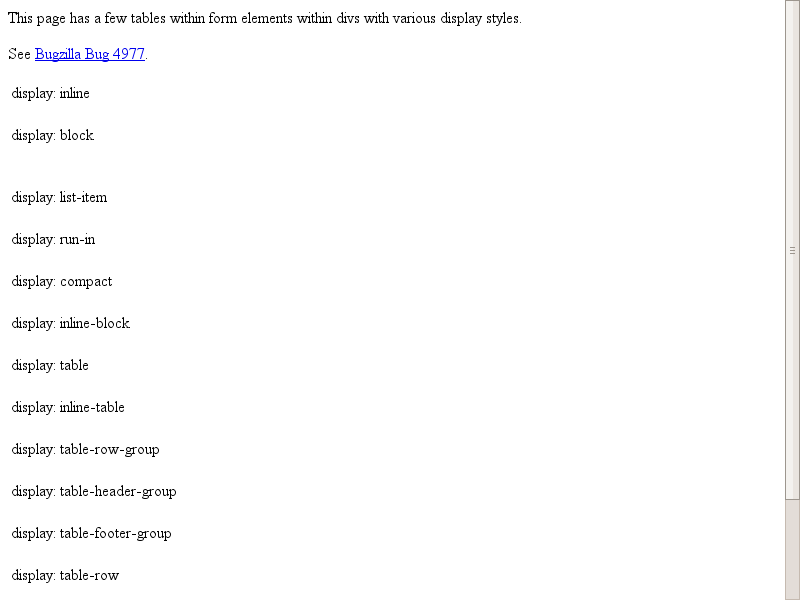 This page has a few tables within form elements within divs with various display styles.
See Bugzilla Bug 4977.
display: inline
display: block
display: list-item
display: run-in
display: compact
display: inline-block
display: table
display: inline-table
display: table-row-group
display: table-header-group
display: table-footer-group
display: table-row